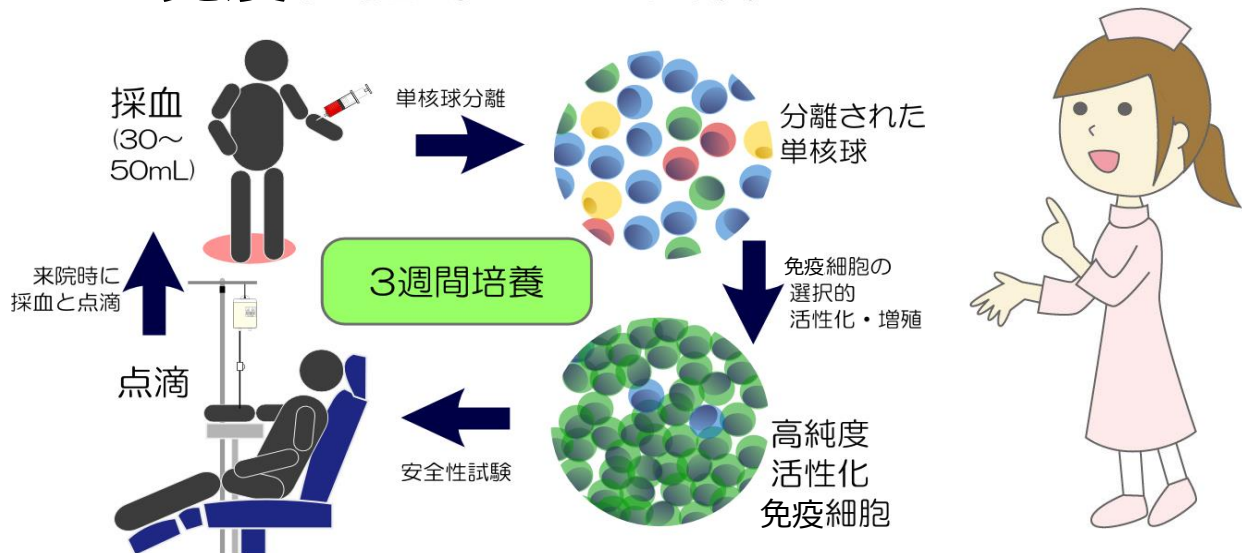 採血
(30～
50mL)
単核球分離
分離された
単核球
3週間培養
免疫細胞の
選択的
活性化・増殖
高純度
活性化
免疫細胞
安全性試験
点滴
来院時に
採血と点滴